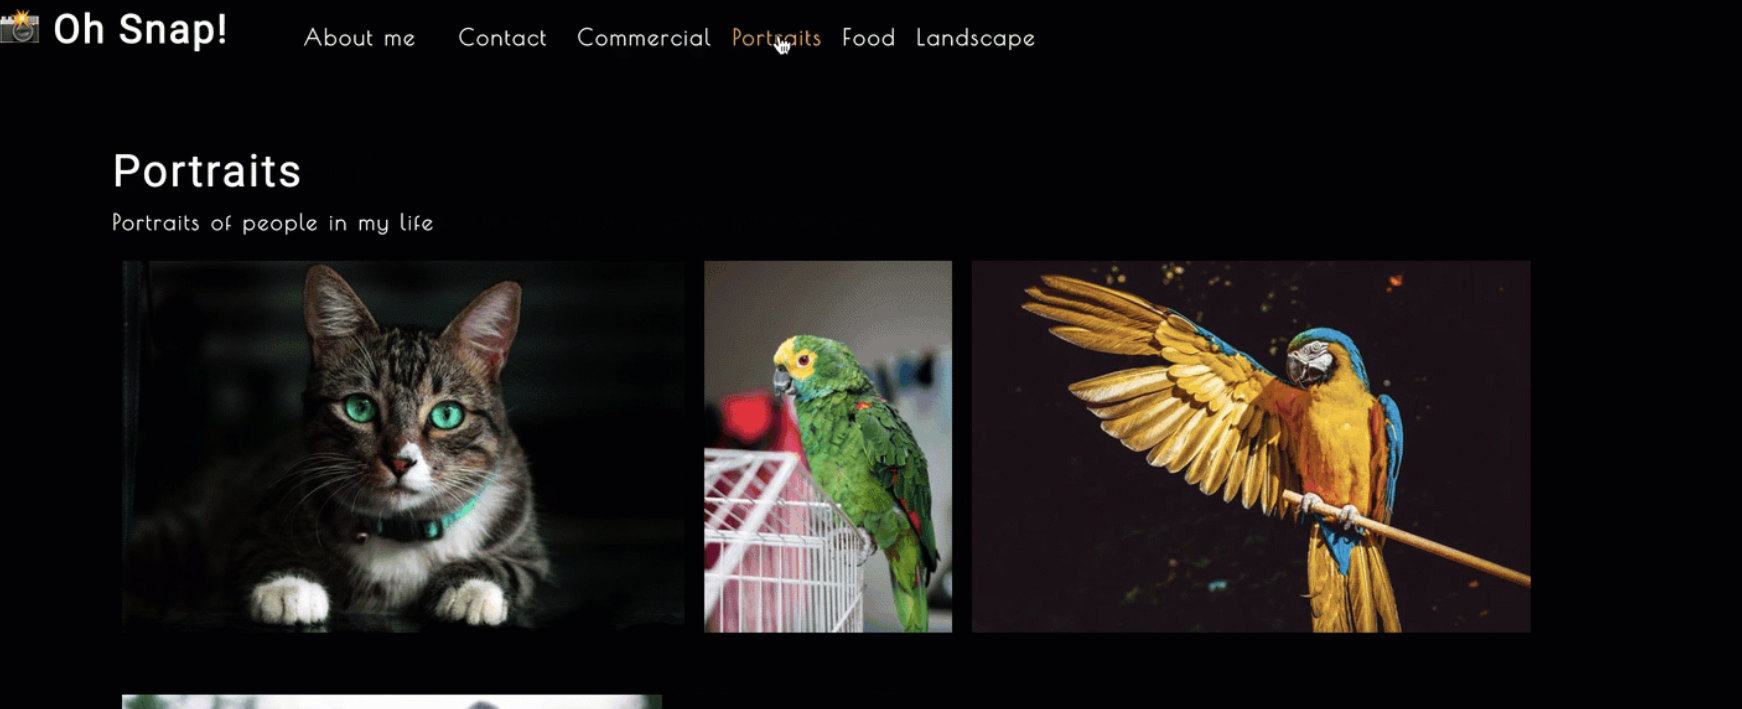 📸 Oh Snap!
About me Contact Commercial Portraits Food Landscape
Portraits
Portraits of people in my life